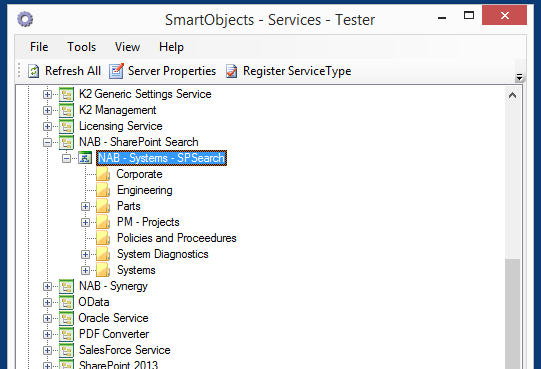 SmartObjects - Services - Tester
File Tools View Help
Refresh All Server Properties Register ServiceType
K2 Generic Settings Service
K2 Management
Licensing Service
NAB - SharePoint Search
NAB - Systems - SPSearch
Corporate
Engineering
Parts
PM - Projects
Policies and Proceedures
System Diagnostics
Systems
NAB - Synergy
OData
Oracle Service
PDF Converter
SalesForce Service
SharePoint 2013